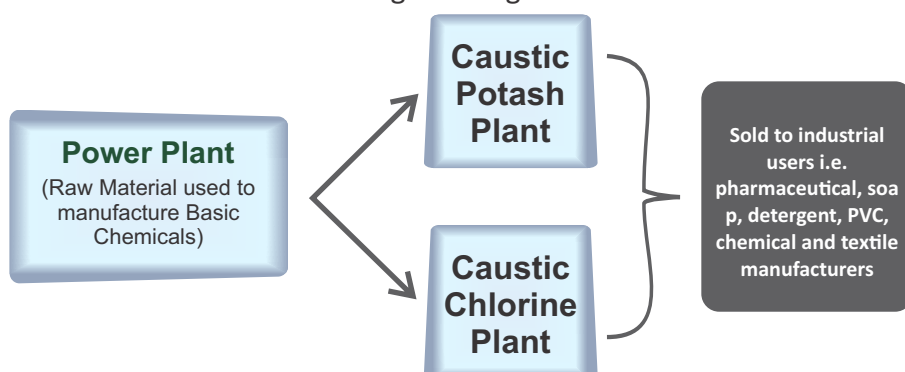 Power Plant
(Raw Material used to
manufacture Basic
Chemicals)
Caustic
Potash
Plant
Caustic
Chlorine
Plant
Sold to industrial
users i.e.
pharmaceutical, soa
p, detergent, PVC,
chemical and textile
manufacturers